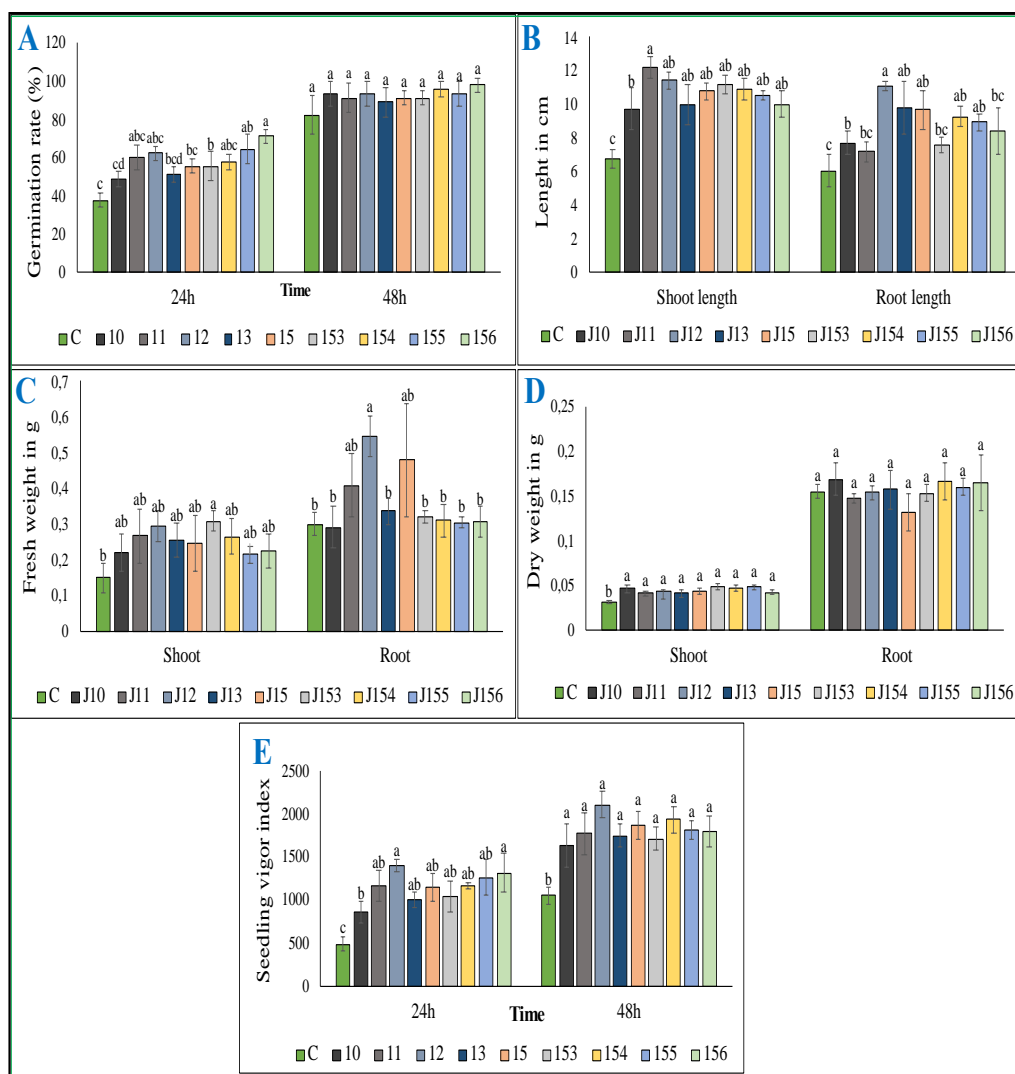 A
Germination rate (%)
120
100
80
60
40
20
0
c cd abc abc bcd bc b abc ab a
a a a a a a a a a a
24h Time 48h
C 10 11 12 13 15 153 154 155 156
B
Lenght in cm
14
12
10
8
6
4
2
0
b a ab ab ab ab ab ab ab
c b bc ab ab ab bc ab ab bc
Shoot length Root length
C J10 J11 J12 J13 J15 J153 J154 J155 J156
C
Fresh weight in g
0,7
0,6
0,5
0,4
0,3
0,2
0,1
0
b ab ab ab ab ab a ab ab ab
b b ab a b ab b b b b
Shoot Root
C J10 J11 J12 J13 J15 J153 J154 J155 J156
D
Dry weight in g
0,25
0,2
0,15
0,1
0,05
0
b a a a a a a a a a
a a a a a a a a a a
Shoot Root
C J10 J11 J12 J13 J15 J153 J154 J155 J156
E
Seedling vigor index
2500
2000
1500
1000
500
0
c b ab a ab ab ab ab ab a
b a a a a a a a a a
24h Time 48h
C 10 11 12 13 15 153 154 155 156